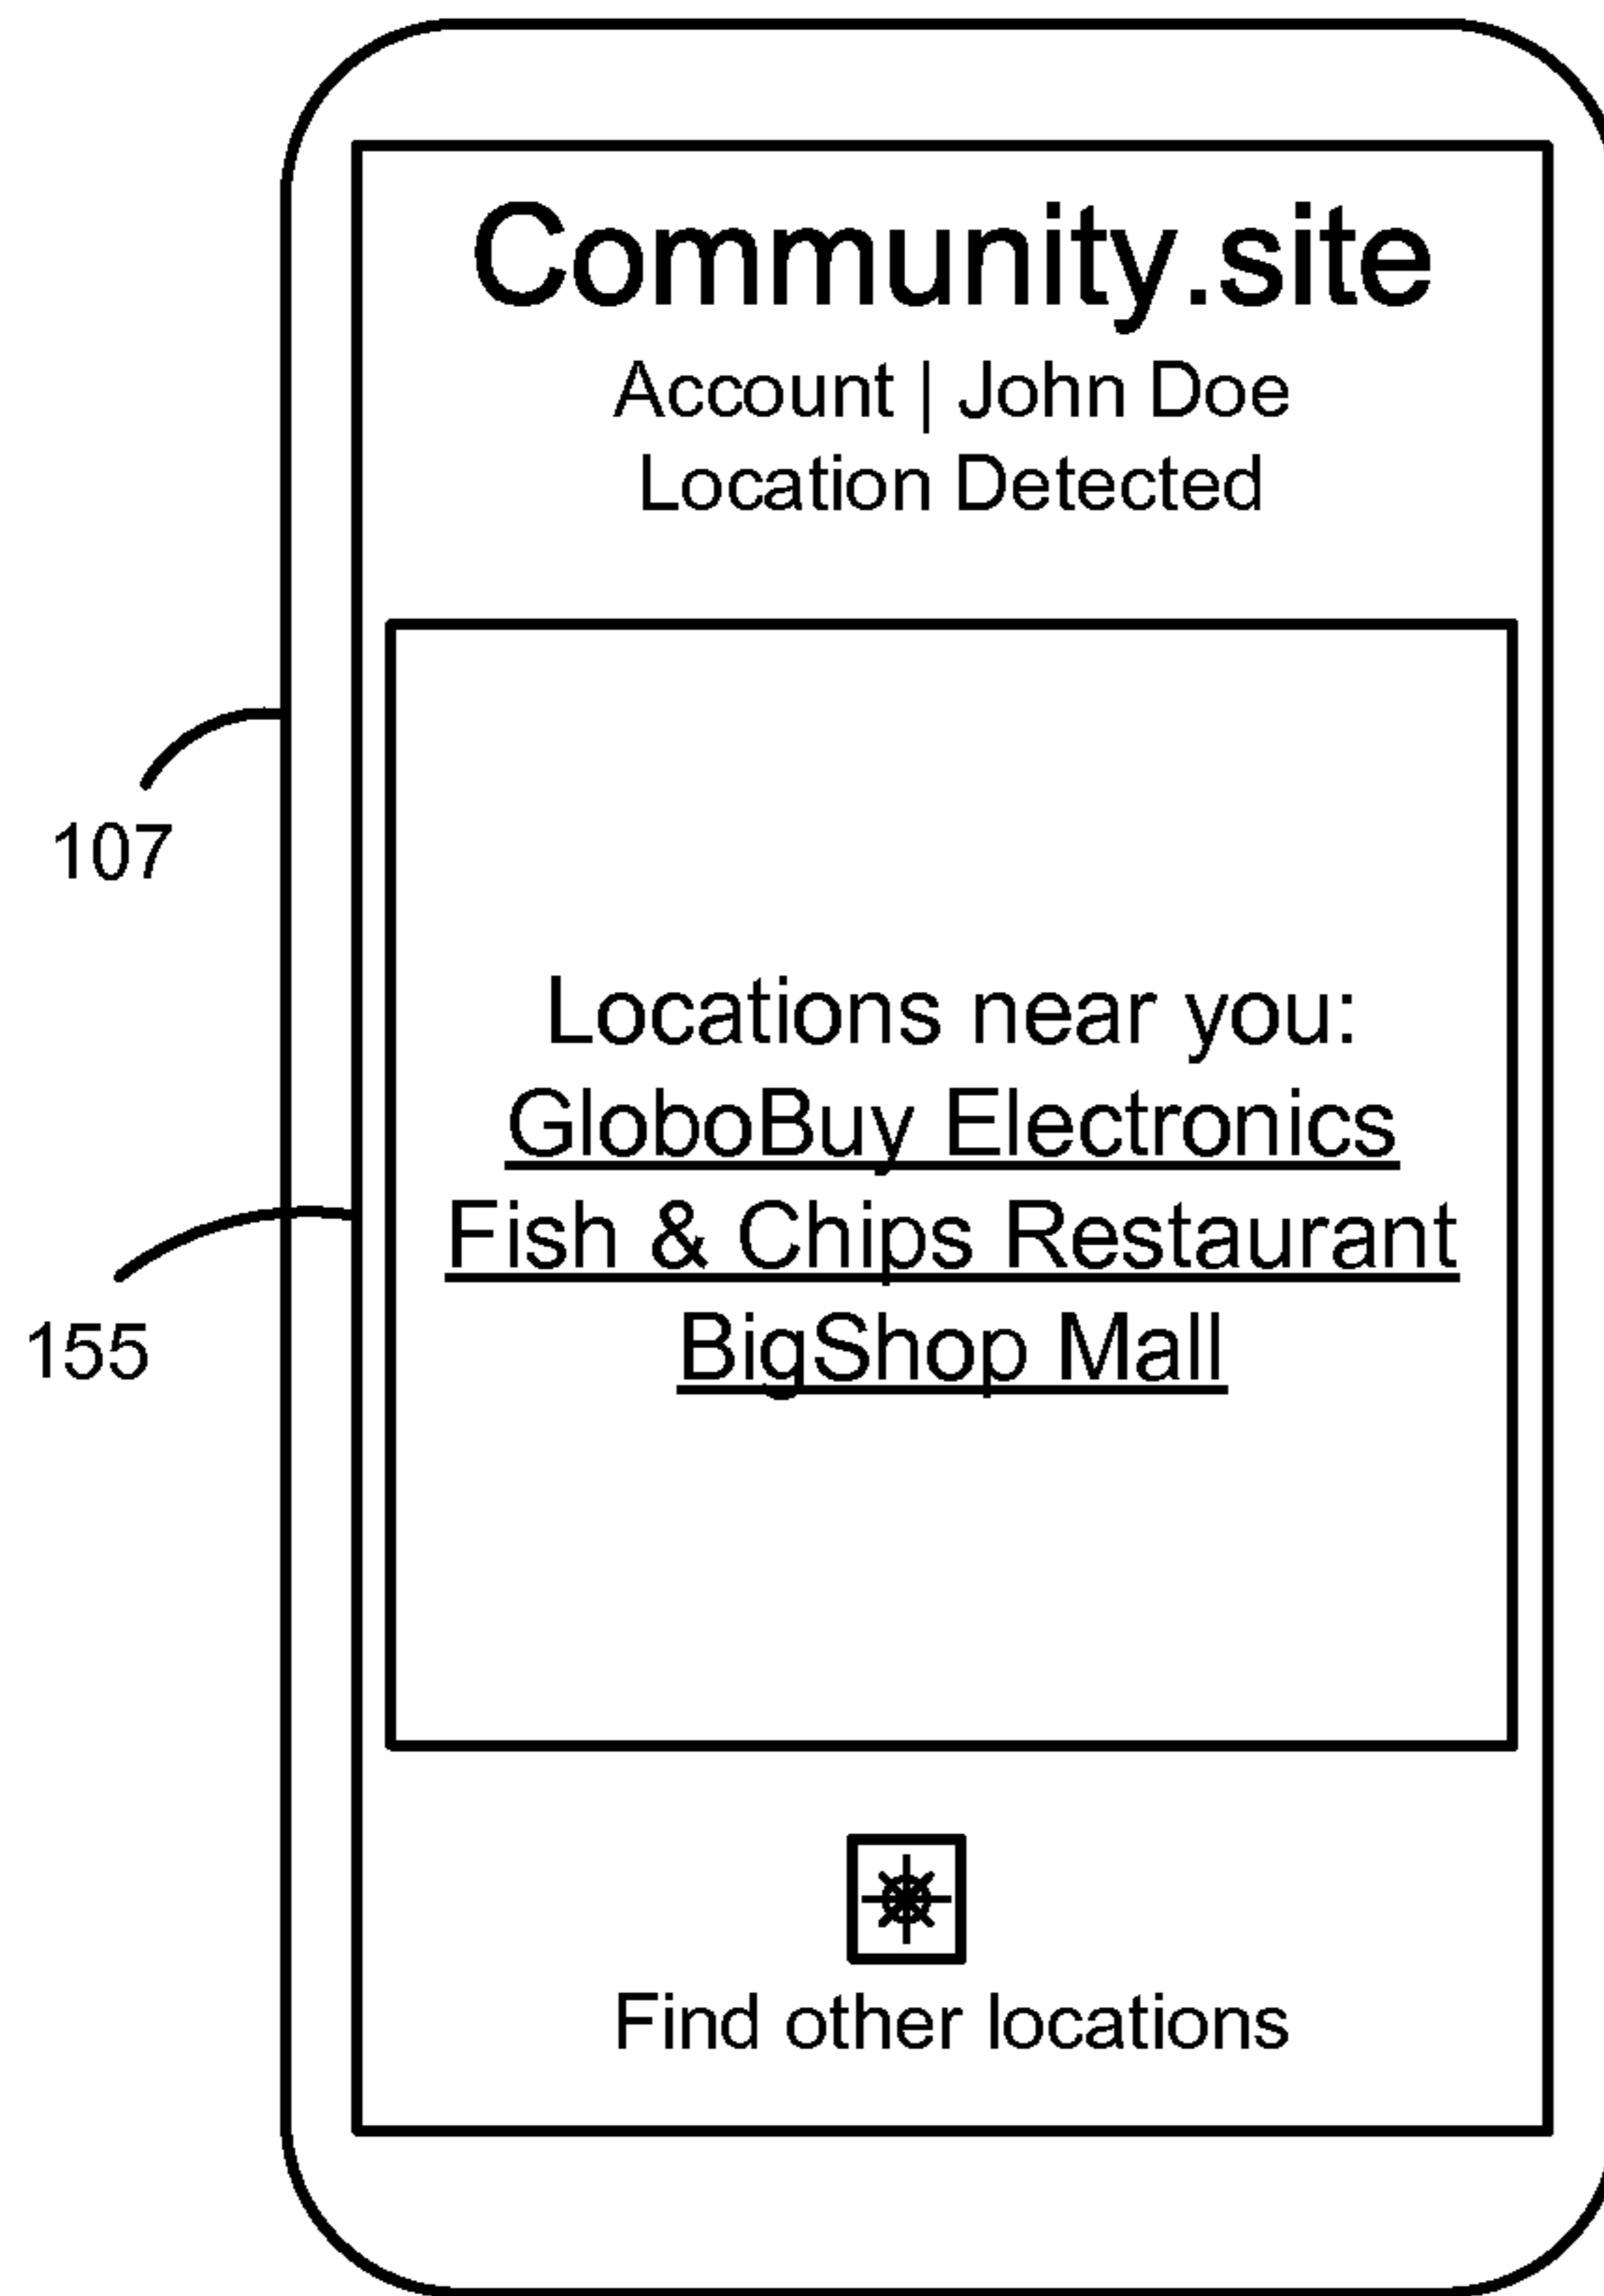 Community.site
Account | John Doe
Location Detected
107
Locations near you:
GloboBuy Electronics
Fish & Chips Restaurant
155
BigShop Mall
Find other locations